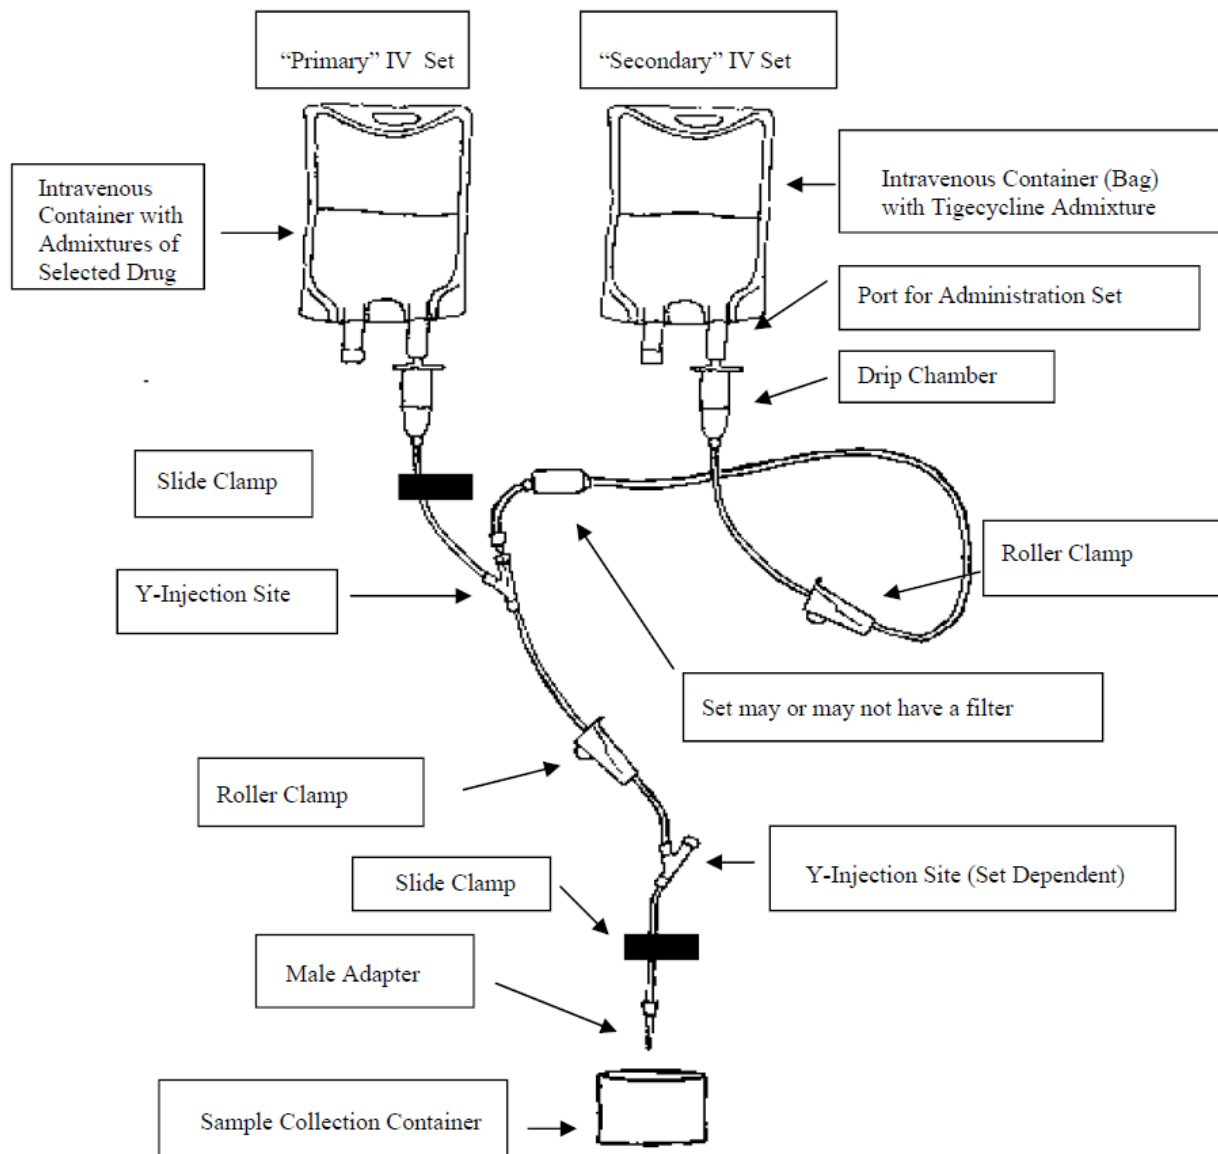 “Primary” IV  Set
“Secondary” IV Set
Intravenous
Container with
Admixtures of
Selected Drug
Intravenous Container (Bag)
with Tigecycline Admixture
Port for Administration Set
Drip Chamber
Slide Clamp
Roller Clamp
Y-Injection Site
Set may or may not have a filter
Roller Clamp
Y-Injection Site (Set Dependent)
Slide Clamp
Male Adapter
Sample Collection Container